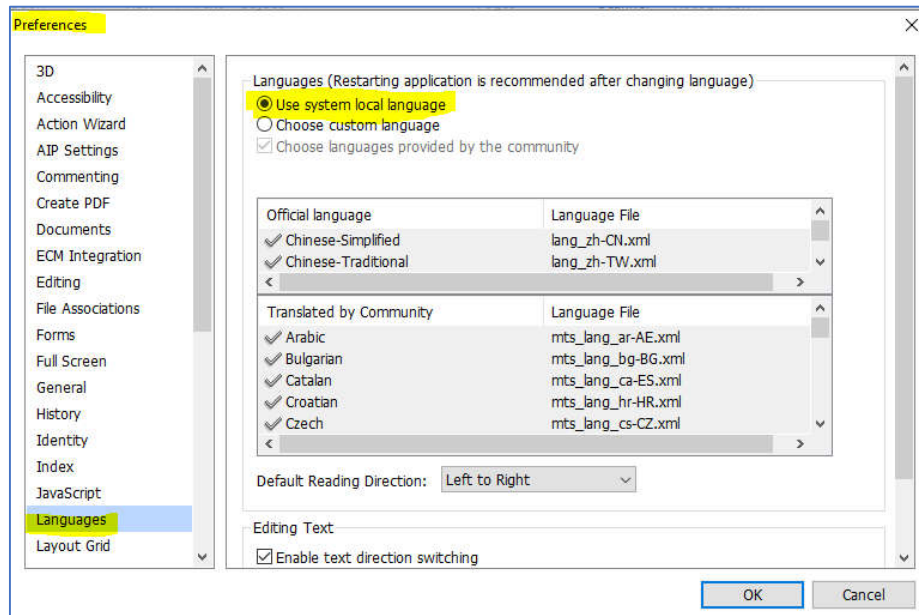 Preferences
3D
Accessibility
Action Wizard
AIP Settings
Commenting
Create PDF
Documents
ECM Integration
Editing
File Associations
Forms
Full Screen
General
History
Identity
Index
JavaScript
Languages
Layout Grid
Languages (Restarting application is recommended after changing language)
Use system local language
Choose custom language
Choose languages provided by the community
Official language Language File
Chinese-Simplified lang_zh-CN.xml
Chinese-Traditional lang_zh-TW.xml
Translated by Community Language File
Arabic mts_lang_ar-AE.xml
Bulgarian mts_lang_bg-BG.xml
Catalan mts_lang_ca-ES.xml
Croatian mts_lang_hr-HR.xml
Czech mts_lang_cs-CZ.xml
Default Reading Direction: Left to Right
Editing Text
Enable text direction switching
OK Cancel